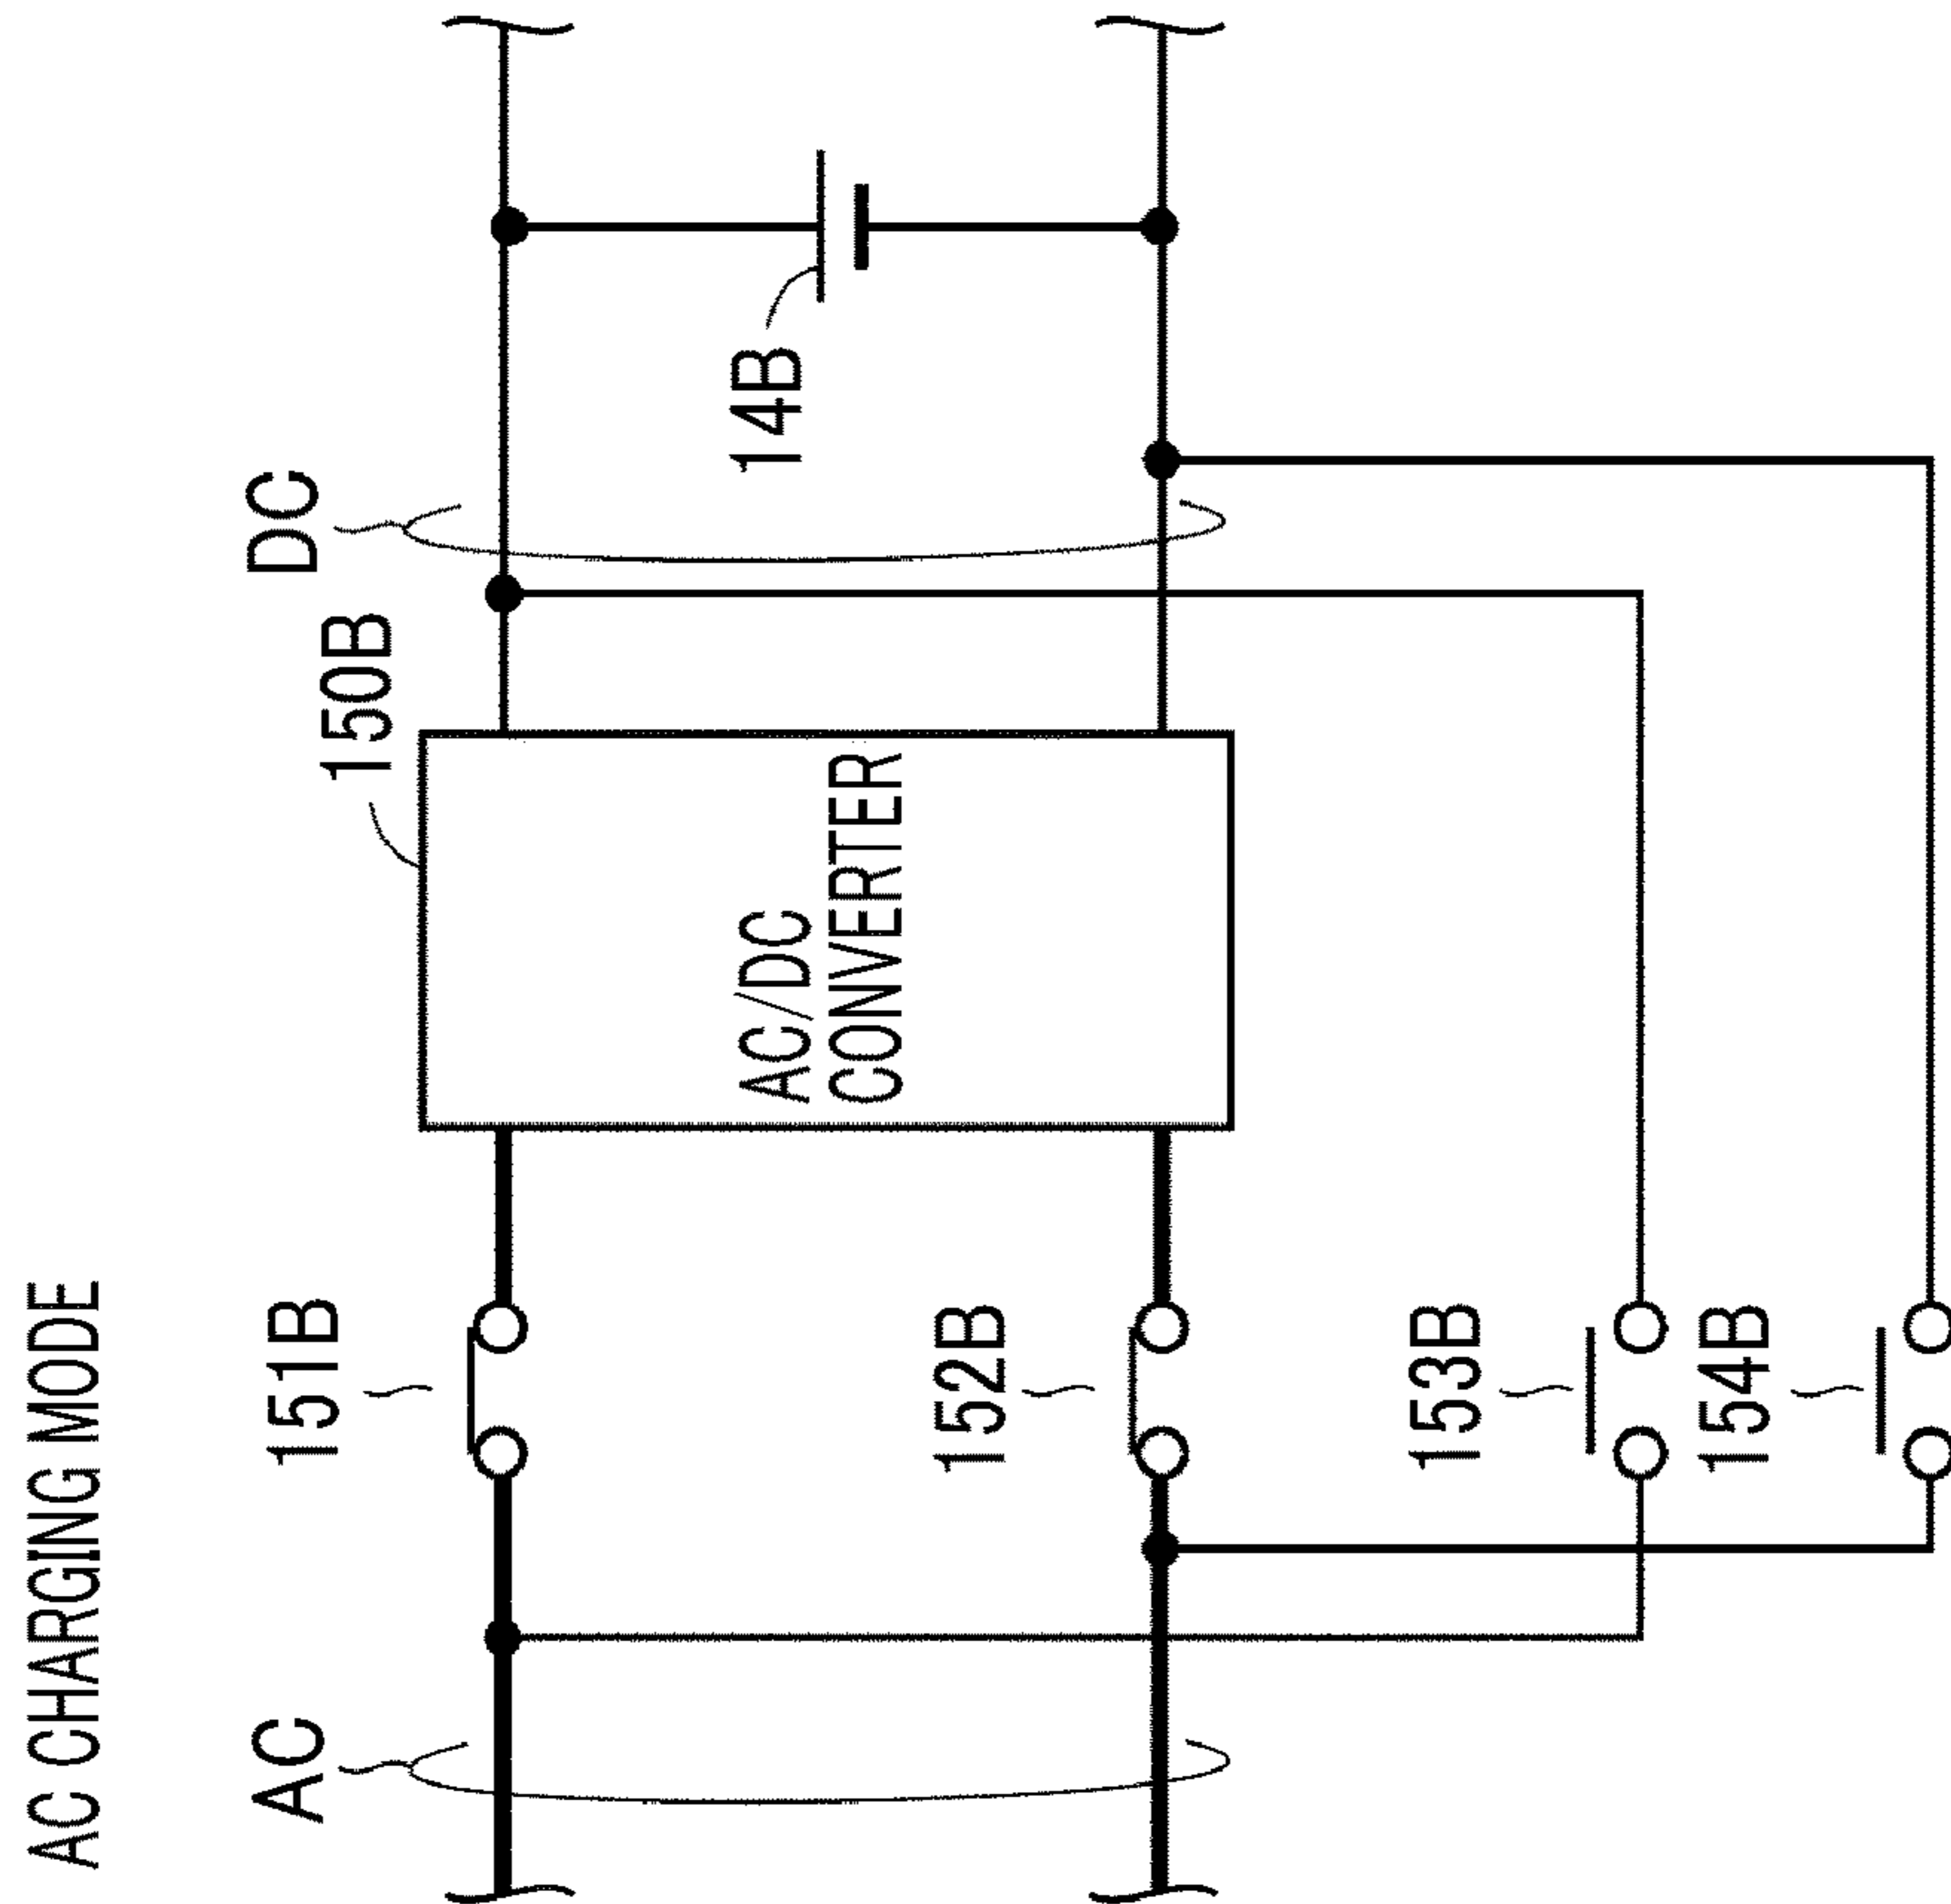 AC CHARGING MODE
AC
151B
150B
DC
AC/DC
CONVERTER
14B
152B
153B
154B